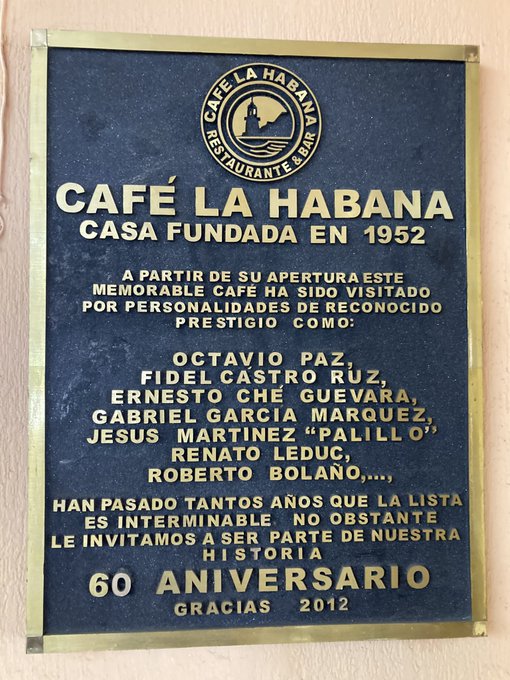 CAFE LA HABANA
RESTAURANTE & BAR
CAFÉ LA HABANA
CASA FUNDADA EN 1952
A PARTIR DE SU APERTURA ESTE
MEMORABLE CAFÉ HA SIDO VISITADO
POR PERSONALIDADES DE RECONOCIDO
PRESTIGIO COMO:
OCTAVIO PAZ,
FIDEL CASTRO RUZ,
ERNESTO CHÉ GUEVARA,
GABRIEL GARCIA MARQUEZ,
JESUS MARTINEZ "PALILLO"
RENATO LEDUC,
ROBERTO BOLAÑO,...,
HAN PASADO TANTOS AÑOS QUE LA LISTA
ES INTERMINABLE NO OBSTANTE
LE INVITAMOS A SER PARTE DE NUESTRA
HISTORIA
60 ANIVERSARIO
GRACIAS 2012